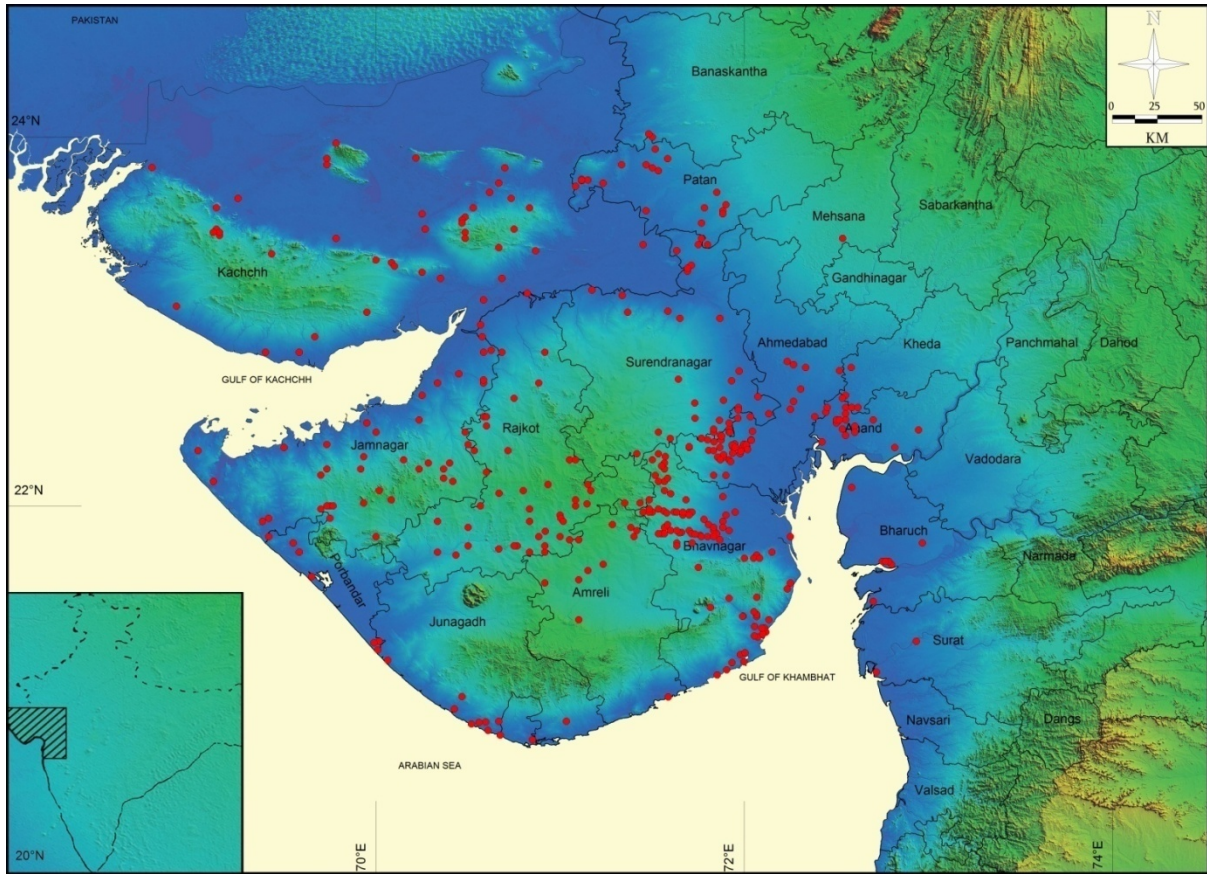 PAKISTAN
N
0 25 50
KM
Banaskantha
24°N
Patan
Mehsana
Sabarkantha
Kachchh
Gandhinagar
Ahmedabad
Kheda
Panchmahal
Dahod
Surendranagar
GULF OF KACHCHH
Rajkot
Anand
Jamnagar
Vadodara
22°N
Bharuch
Bhavnagar
Narmada
Porbandar
Amreli
Junagadh
Surat
GULF OF KHAMBHAT
Navsari
Dangs
ARABIAN SEA
Valsad
20°N
70°E
72°E
74°E